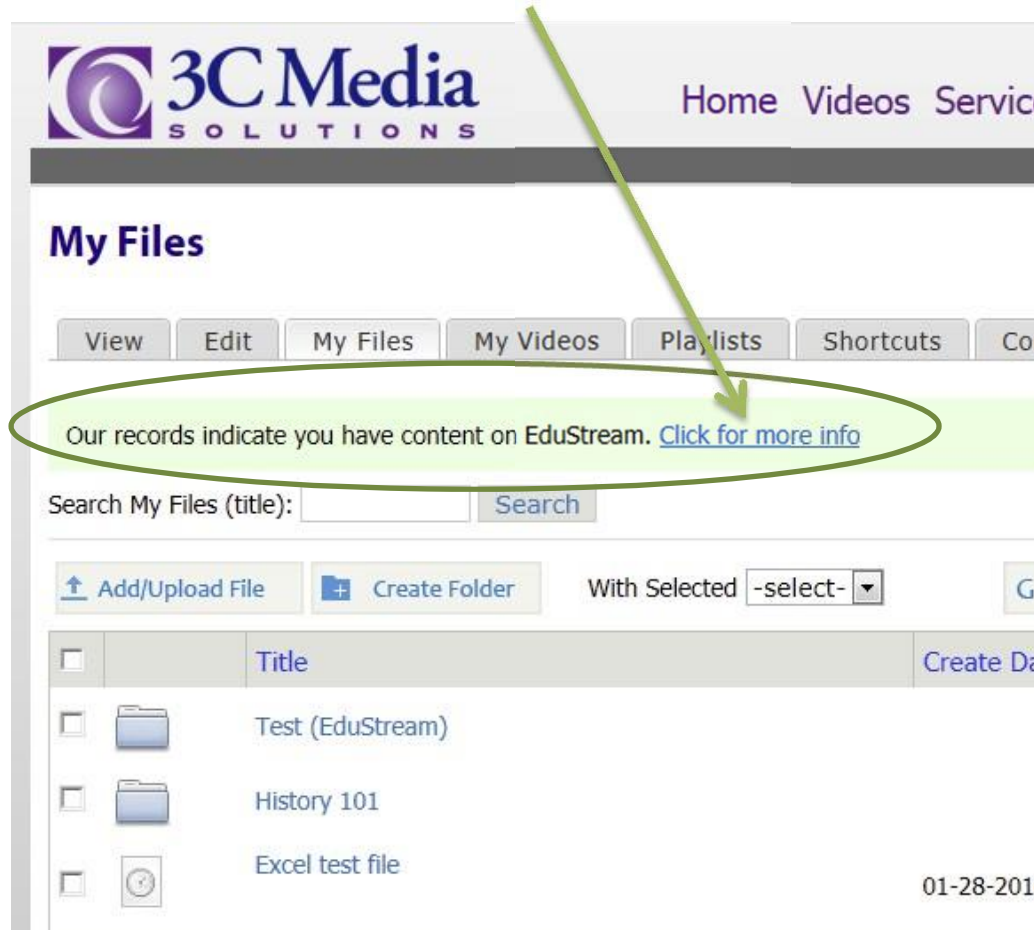 3C Media
SOLUTIONS
Home Videos Servic
My Files
View Edit My Files My Videos Playlists Shortcuts Co
Our records indicate you have content on EduStream. Click for more info
Search My Files (title): Search
Add/Upload File Create Folder With Selected -select- G
Title Create Da
Test (EduStream)
History 101
Excel test file
01-28-201